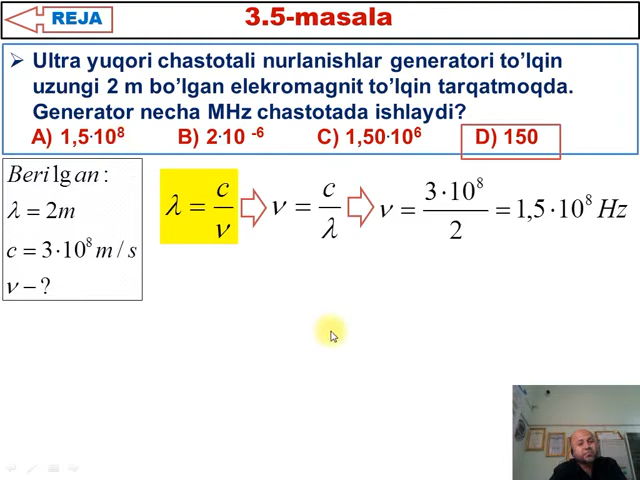 REJA
3.5-masala
➢ Ultra yuqori chastotali nurlanishlar generatori to’lqin
uzungi 2 m bo’lgan elekromagnit to’lqin tarqatmoqda.
Generator necha MHz chastotada ishlaydi?
A) 1,5·10⁸ B) 2·10 ⁻⁶ C) 1,50·10⁶ D) 150
Berilgan:
λ = 2m
c = 3·10⁸ m/s
ν − ?
λ = c/ν ν = c/λ ν = 3·10⁸/2 = 1,5·10⁸ Hz